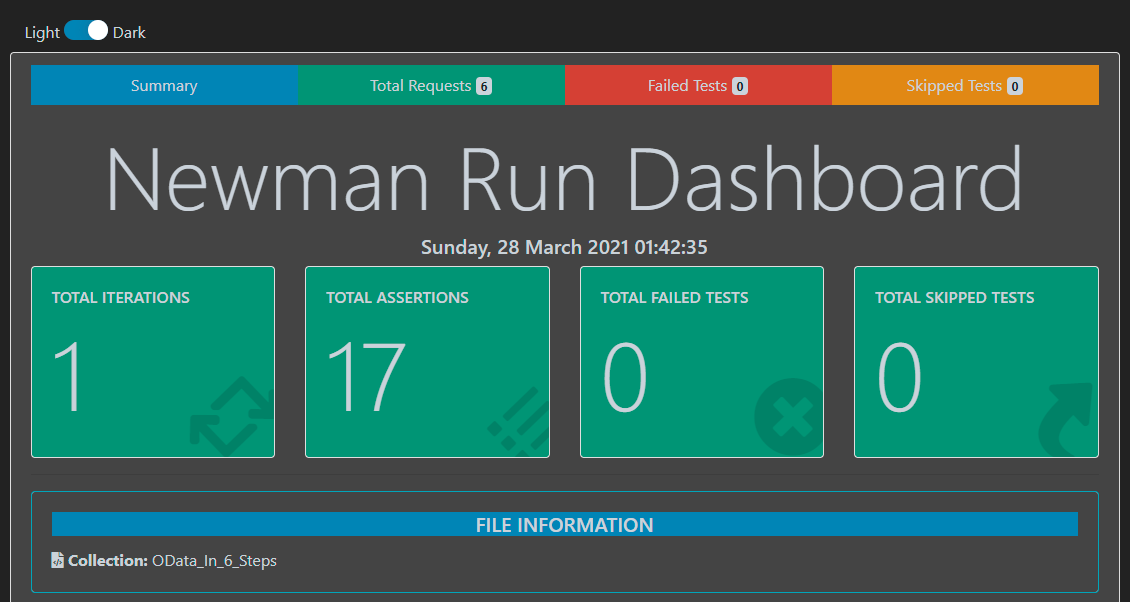 Light Dark
Summary Total Requests 6 Failed Tests 0 Skipped Tests 0
Newman Run Dashboard
Sunday, 28 March 2021 01:42:35
TOTAL ITERATIONS TOTAL ASSERTIONS TOTAL FAILED TESTS TOTAL SKIPPED TESTS
1 17 0 0
FILE INFORMATION
Collection: OData_In_6_Steps